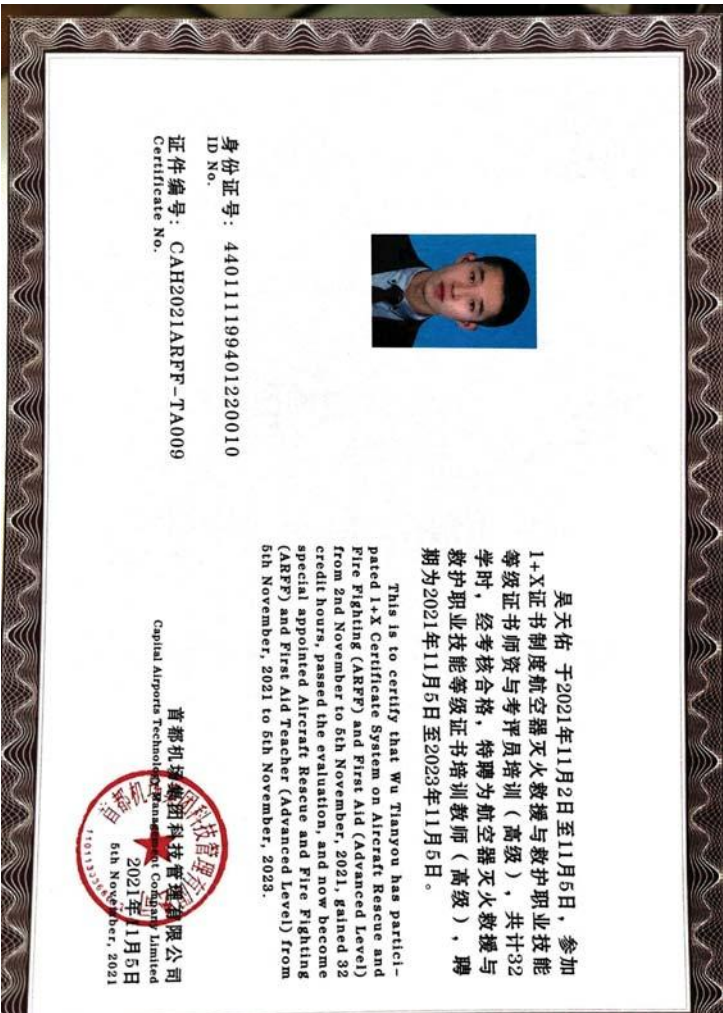 身份证号：440111199401220010
ID No.
证件编号：CAH2021ARFF-TA009
Certificate No.
吴天佑 于2021年11月2日至11月5日，参加
1+X证书制度航空器灭火救援与救护职业技能
等级证书师资与考评员培训（高级），共计32
学时，经考核合格，特聘为航空器灭火救援与
救护职业技能等级证书培训教师（高级），聘
期为2021年11月5日至2023年11月5日。
This is to certify that Wu Tianyou has partici-
pated 1+X Certificate System on Aircraft Rescue and
Fire Fighting (ARFF) and First Aid (Advanced Level)
from 2nd November to 5th November, 2021, gained 32
credit hours, passed the evaluation, and now become
special appointed Aircraft Rescue and Fire Fighting
(ARFF) and First Aid Teacher (Advanced Level) from
5th November, 2021 to 5th November, 2023.
首都机场集团科技管理有限公司
Capital Airports Technology Management Company Limited
2021年11月5日
5th November, 2021